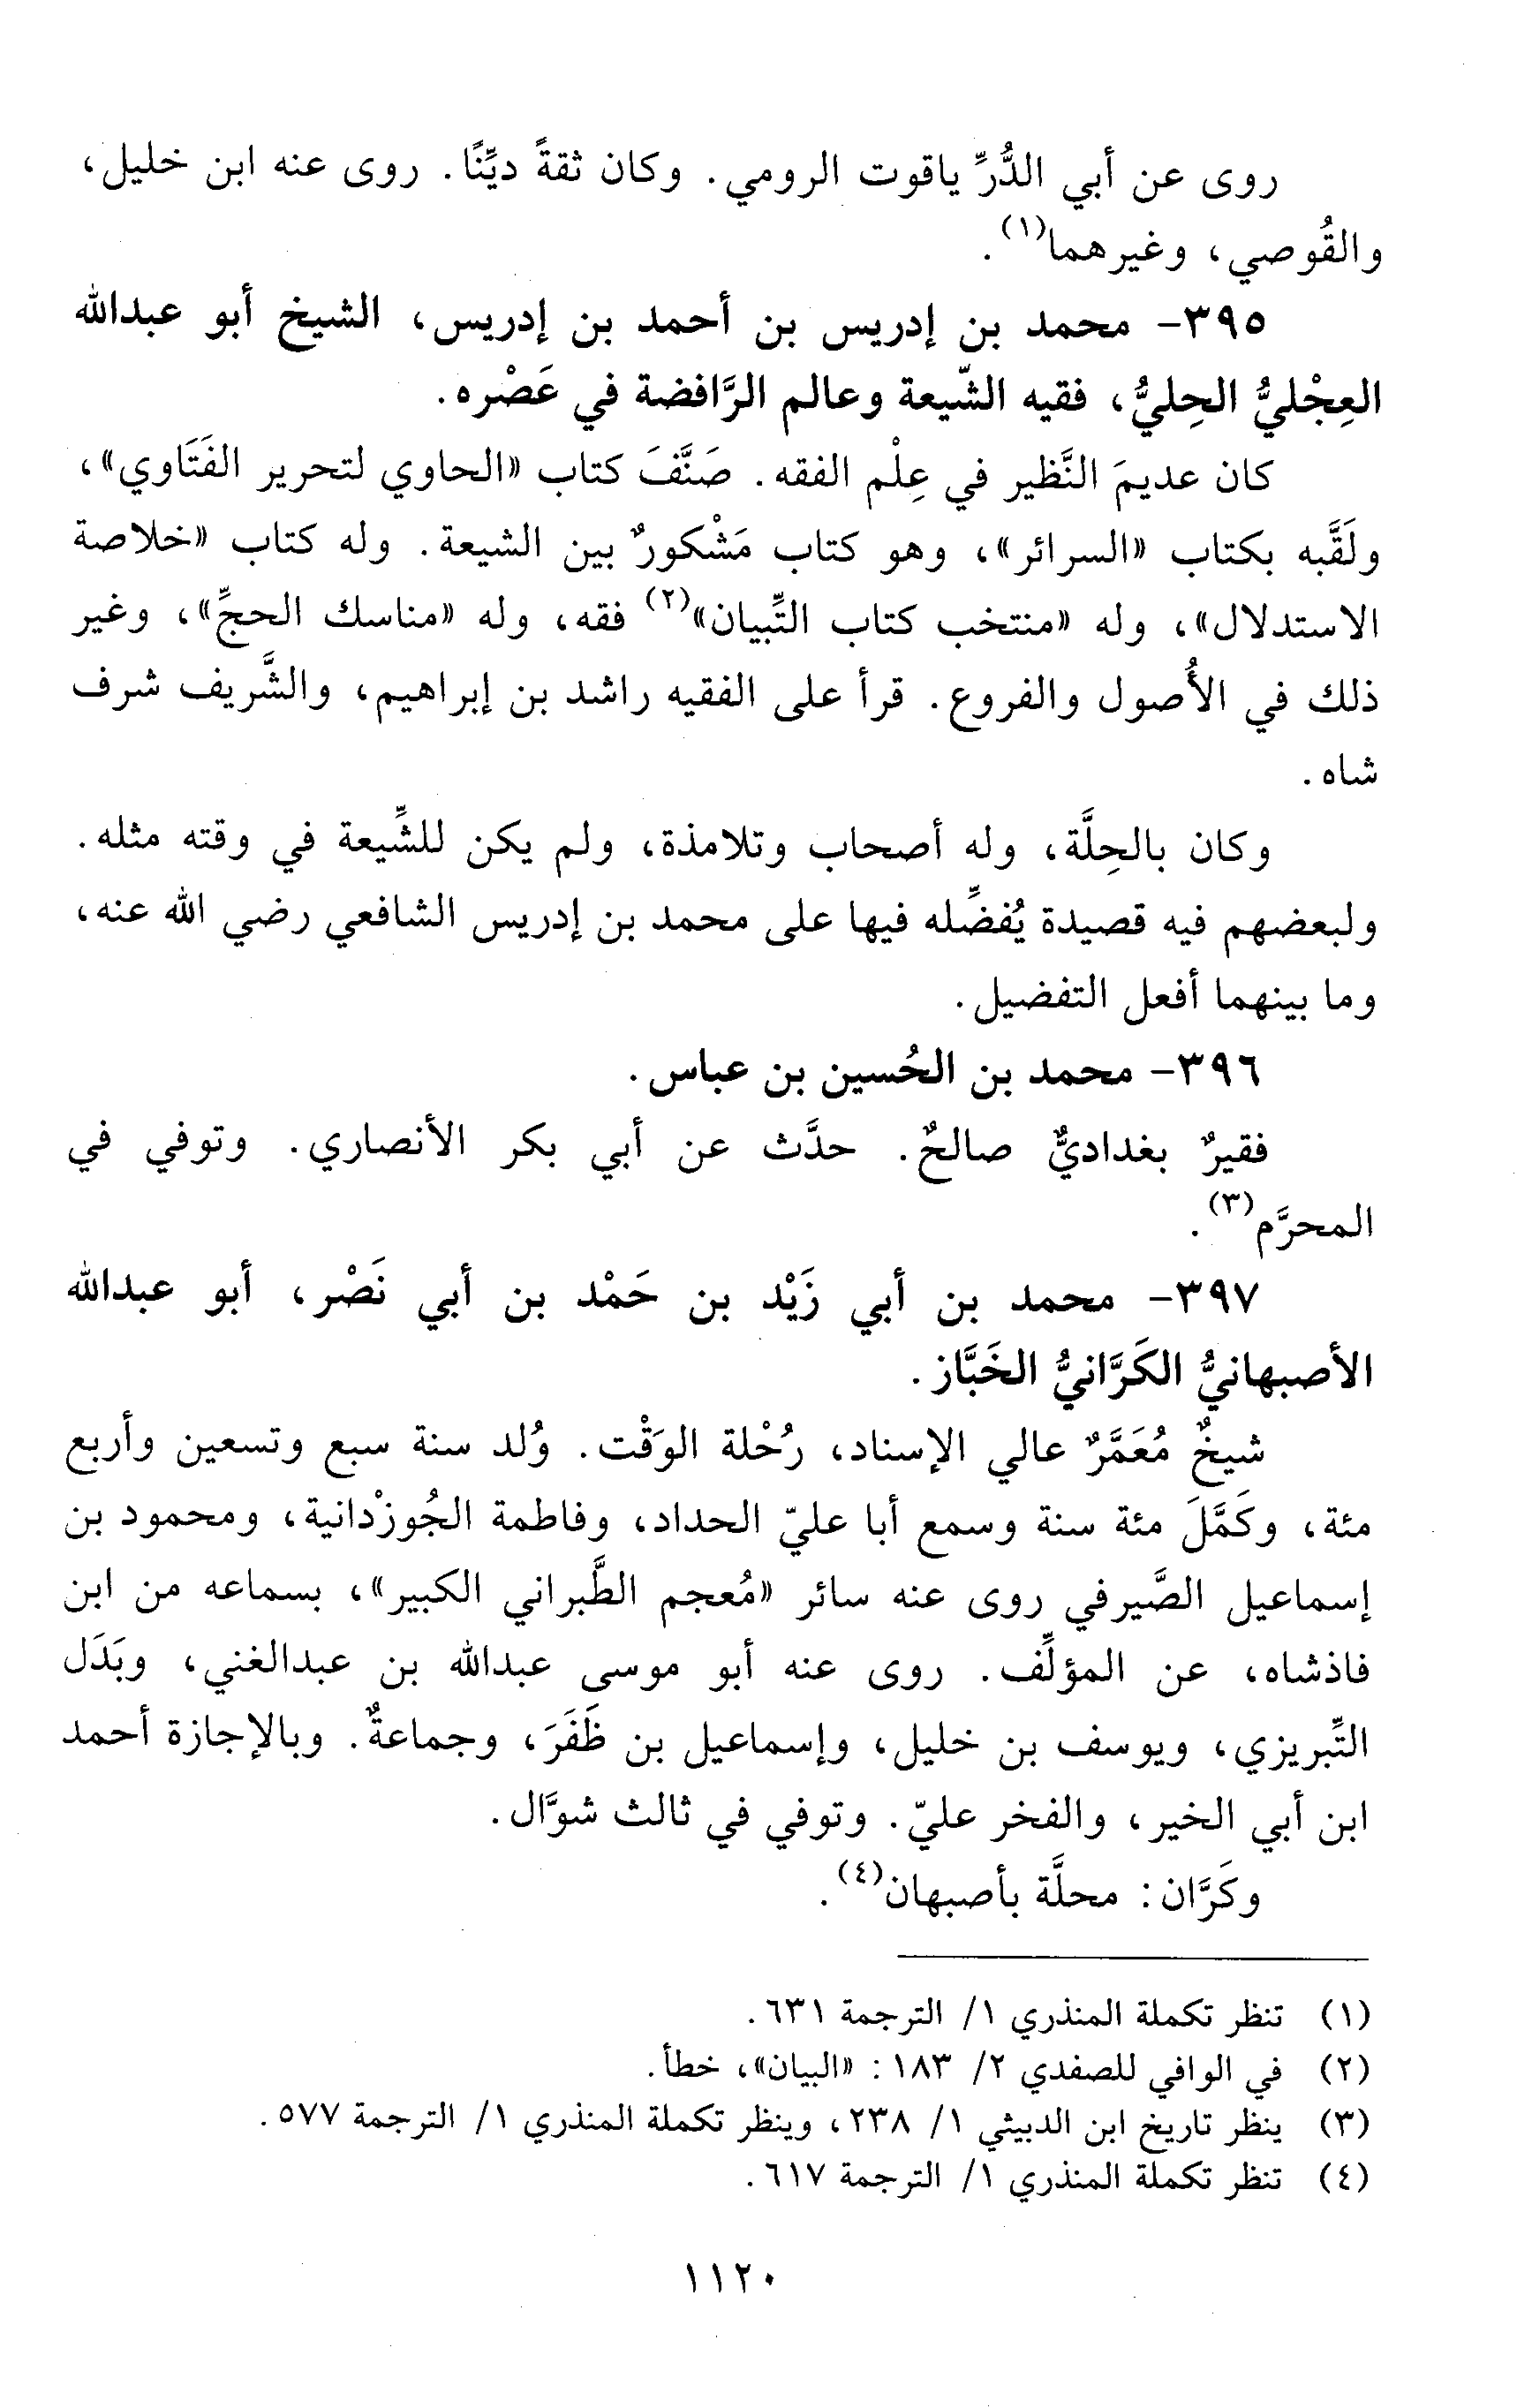 روى عن أبي الدُّرِّ ياقوت الرومي. وكان ثقةً ديِّنًا. روى عنه ابن خليل،
والقُوصي، وغيرهما(١).
٣٩٥- محمد بن إدريس بن أحمد بن إدريس، الشيخ أبو عبدالله
العِجْليُّ الحِليُّ، فقيه الشّيعة وعالم الرَّافضة في عَصْره.
كان عديمَ النَّظير في عِلْم الفقه. صَنَّفَ كتاب «الحاوي لتحرير الفَتَاوي»،
ولَقَّبه بكتاب «السرائر»، وهو كتاب مَشْكورٌ بين الشيعة. وله كتاب «خلاصة
الاستدلال»، وله «منتخب كتاب التِّبيان»(٢) فقه، وله «مناسك الحجِّ»، وغير
ذلك في الأُصول والفروع. قرأ على الفقيه راشد بن إبراهيم، والشَّريف شرف
شاه.
وكان بالحِلَّة، وله أصحاب وتلامذة، ولم يكن للشِّيعة في وقته مثله.
ولبعضهم فيه قصيدة يُفضِّله فيها على محمد بن إدريس الشافعي رضي الله عنه،
وما بينهما أفعل التفضيل.
٣٩٦- محمد بن الحُسين بن عباس.
فقيرٌ بغداديٌّ صالحٌ. حدَّث عن أبي بكر الأنصاري. وتوفي في
المحرَّم(٣).
٣٩٧- محمد بن أبي زَيْد بن حَمْد بن أبي نَصْر، أبو عبدالله
الأصبهانيُّ الكَرَّانيُّ الخَبَّاز.
شيخٌ مُعَمَّرٌ عالي الإسناد، رُحْلة الوَقْت. وُلد سنة سبع وتسعين وأربع
مئة، وكَمَّلَ مئة سنة وسمع أبا عليّ الحداد، وفاطمة الجُوزْدانية، ومحمود بن
إسماعيل الصَّيرفي روى عنه سائر «مُعجم الطَّبراني الكبير»، بسماعه من ابن
فاذشاه، عن المؤلِّف. روى عنه أبو موسى عبدالله بن عبدالغني، وبَدَل
التِّبريزي، ويوسف بن خليل، وإسماعيل بن ظَفَرَ، وجماعةٌ. وبالإجازة أحمد
ابن أبي الخير، والفخر عليّ. وتوفي في ثالث شوَّال.
وكَرَّان: محلَّة بأصبهان(٤).
(١) تنظر تكملة المنذري ١/ الترجمة ٦٣١.
(٢) في الوافي للصفدي ٢/ ١٨٣: «البيان»، خطأ.
(٣) ينظر تاريخ ابن الدبيثي ١/ ٢٣٨، وينظر تكملة المنذري ١/ الترجمة ٥٧٧.
(٤) تنظر تكملة المنذري ١/ الترجمة ٦١٧.
١١٢٠